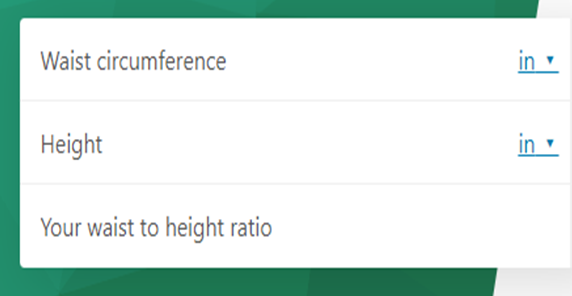 Waist circumference in ▼
Height in ▼
Your waist to height ratio